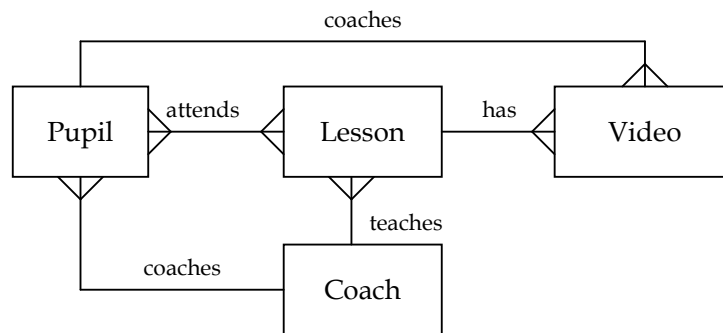 coaches
Pupil
attends
Lesson
has
Video
teaches
coaches
Coach